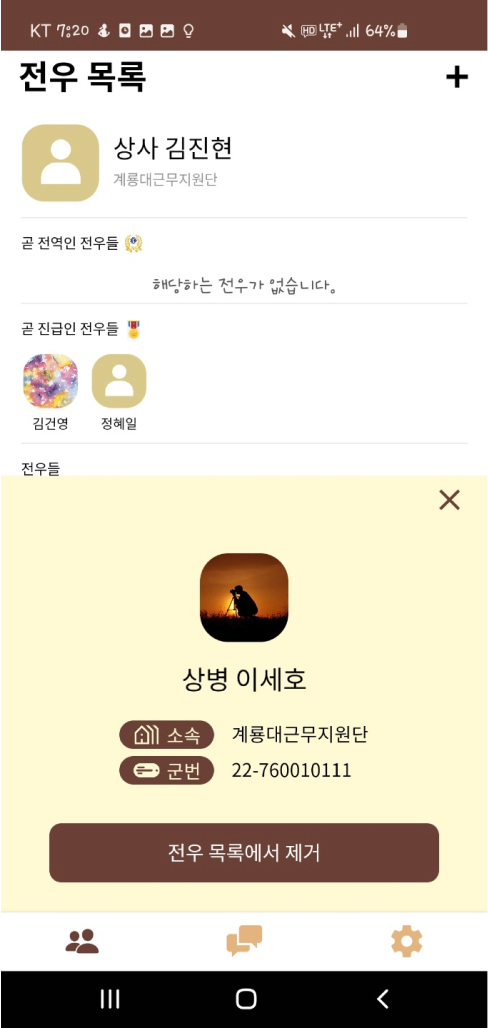 KT 7:20 HD LTE+ 64%
전우 목록 +
상사 김진현
계룡대근무지원단
곧 전역인 전우들
해당하는 전우가 없습니다.
곧 진급인 전우들
김건영 정혜일
전우들
상병 이세호
소속 계룡대근무지원단
군번 22-760010111
전우 목록에서 제거